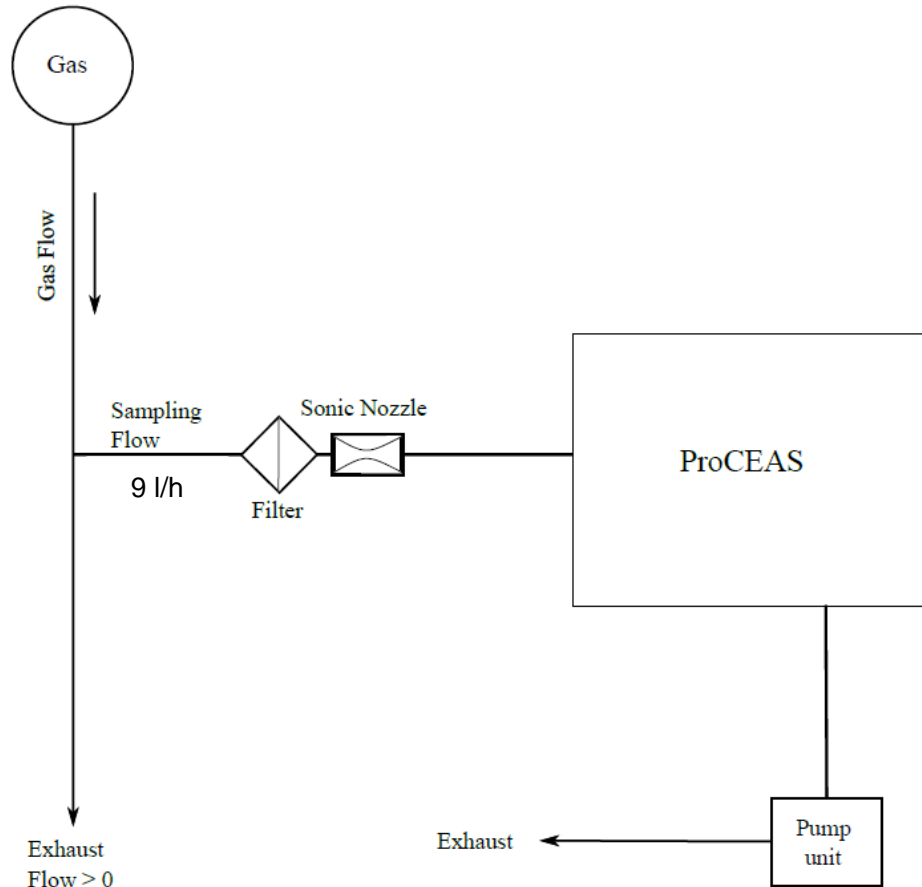 Gas
Gas Flow
Sampling
Flow
9 l/h
Sonic Nozzle
Filter
ProCEAS
Exhaust
Flow > 0
Exhaust
Pump
unit